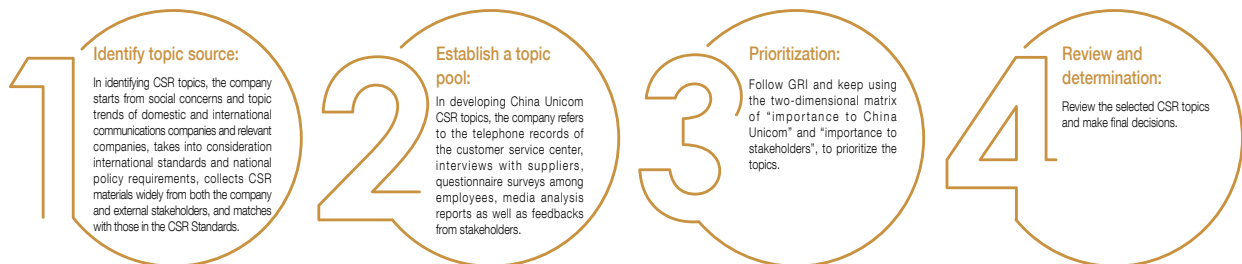 1
Identify topic source:
In identifying CSR topics, the company
starts from social concerns and topic
trends of domestic and international
communications companies and relevant
companies, takes into consideration
international standards and national
policy requirements, collects CSR
materials widely from both the company
and external stakeholders, and matches
with those in the CSR Standards.
2
Establish a topic
pool:
In developing China Unicom
CSR topics, the company refers
to the telephone records of
the customer service center,
interviews with suppliers,
questionnaire surveys among
employees, media analysis
reports as well as feedbacks
from stakeholders.
3
Prioritization:
Follow GRI and keep using
the two-dimensional matrix
of “importance to China
Unicom” and “importance to
stakeholders”, to prioritize the
topics.
4
Review and
determination:
Review the selected CSR topics
and make final decisions.